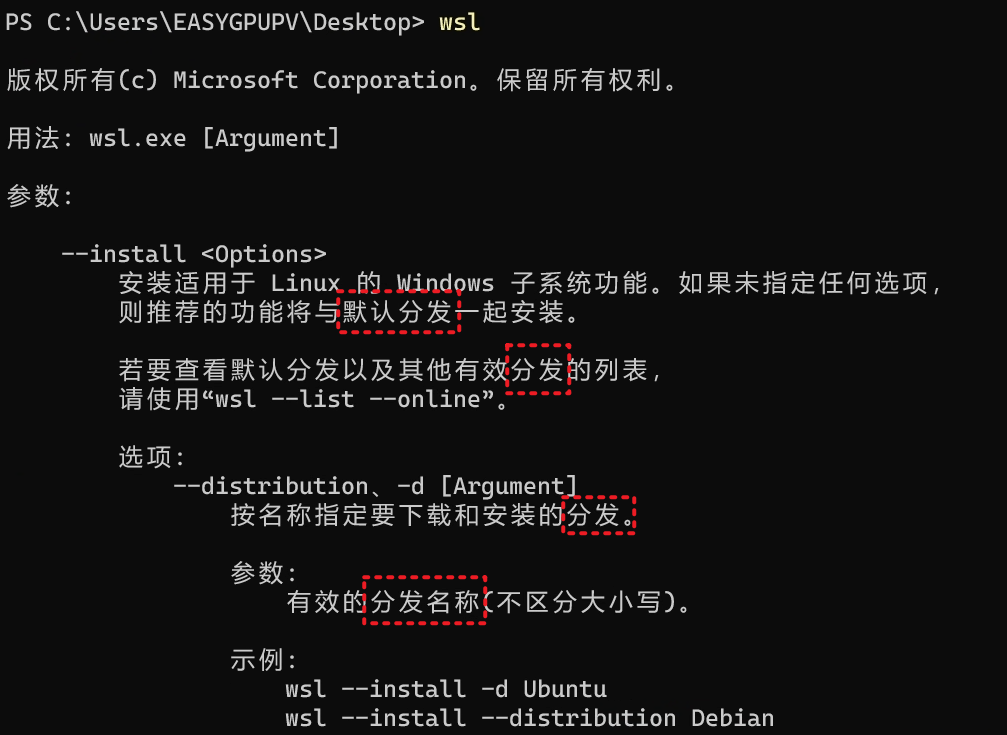 PS C:\Users\EASYGPUPV\Desktop> wsl
版权所有(c) Microsoft Corporation。保留所有权利。
用法: wsl.exe [Argument]
参数:
--install <Options>
安装适用于 Linux 的 Windows 子系统功能。如果未指定任何选项，
则推荐的功能将与默认分发一起安装。
若要查看默认分发以及其他有效分发的列表，
请使用“wsl --list --online”。
选项:
--distribution、-d [Argument]
按名称指定要下载和安装的分发。
参数:
有效的分发名称(不区分大小写)。
示例:
wsl --install -d Ubuntu
wsl --install --distribution Debian